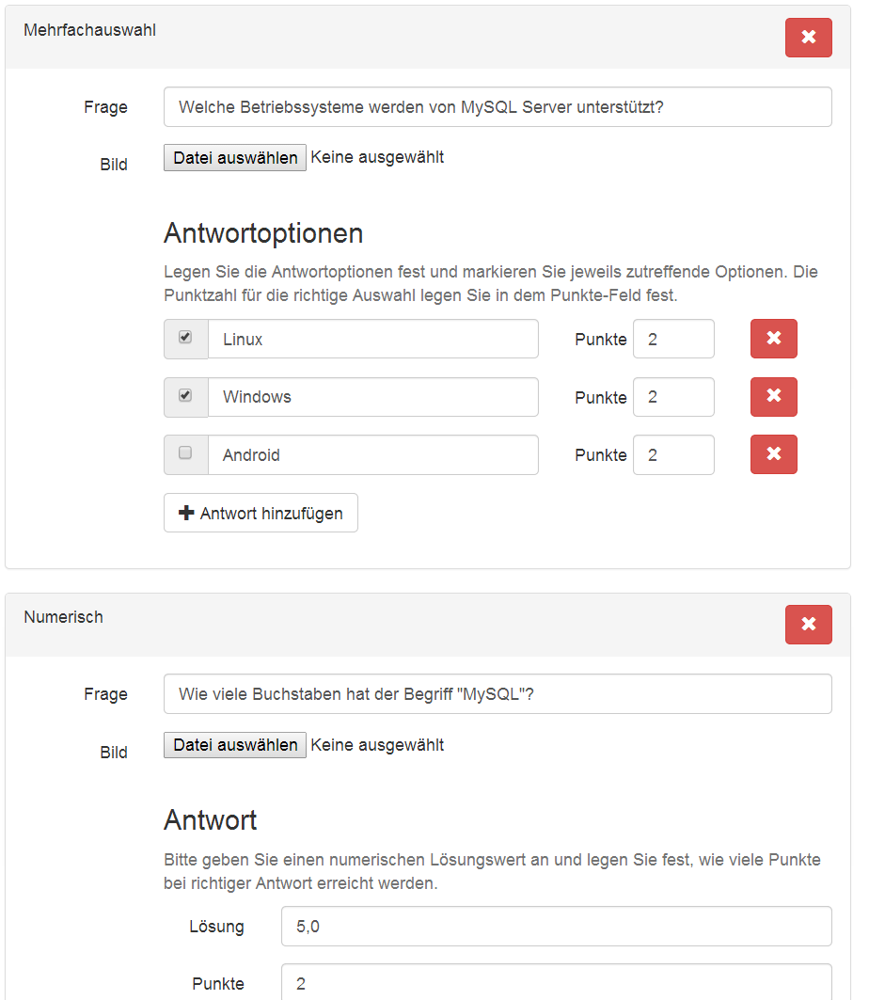 Mehrfachauswahl
Frage Welche Betriebssysteme werden von MySQL Server unterstützt?
Bild Datei auswählen Keine ausgewählt
Antwortoptionen
Legen Sie die Antwortoptionen fest und markieren Sie jeweils zutreffende Optionen. Die
Punktzahl für die richtige Auswahl legen Sie in dem Punkte-Feld fest.
Linux Punkte 2
Windows Punkte 2
Android Punkte 2
Antwort hinzufügen
Numerisch
Frage Wie viele Buchstaben hat der Begriff "MySQL"?
Bild Datei auswählen Keine ausgewählt
Antwort
Bitte geben Sie einen numerischen Lösungswert an und legen Sie fest, wie viele Punkte
bei richtiger Antwort erreicht werden.
Lösung 5,0
Punkte 2